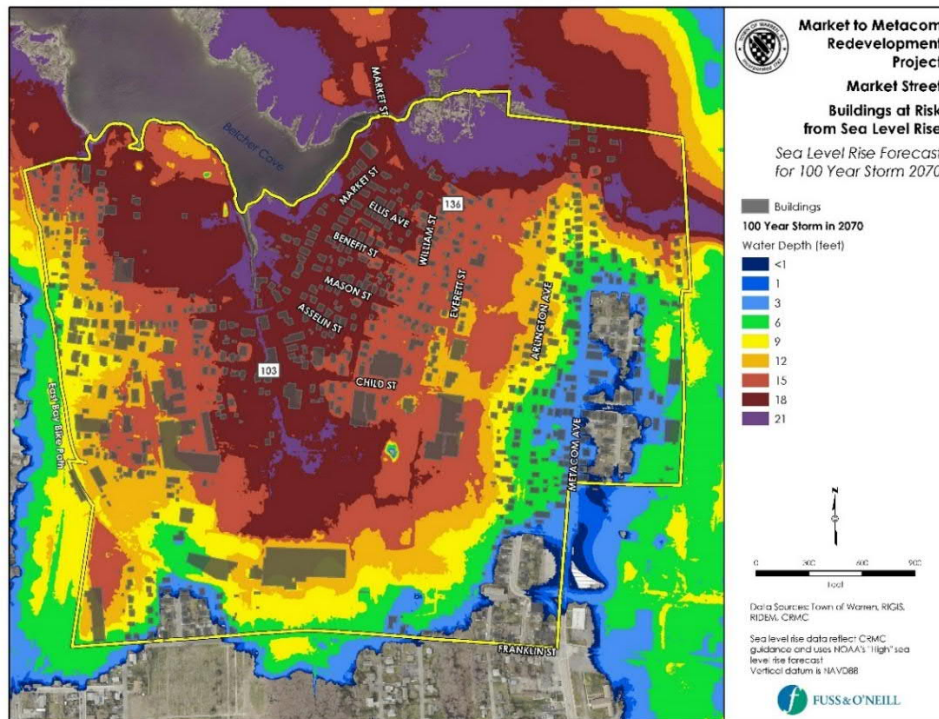 Market to Metacom
Redevelopment
Project
Market Street
Buildings at Risk
from Sea Level Rise
Sea Level Rise Forecast
for 100 Year Storm 2070
Buildings
100 Year Storm in 2070
Water Depth (feet)
<1
1
3
6
9
12
15
18
21
MARKET ST
Belcher Cove
MARKET ST
ELLIS AVE
136
WILLIAM ST
BENEFIT ST
MASON ST
EVERETT ST
ASSELIN ST
ARLINGTON AVE
103
CHILD ST
East Bay Bike Path
METACOM AVE
FRANKLIN ST
0 300 600 900
Foot
Data Sources: Town of Warren, RIGIS,
RIDEM, CRMC
Sea level rise data reflect CRMC
guidance and uses NOAA's "High" sea
level rise forecast
Vertical datum is NAVD88
FUSS & O'NEILL